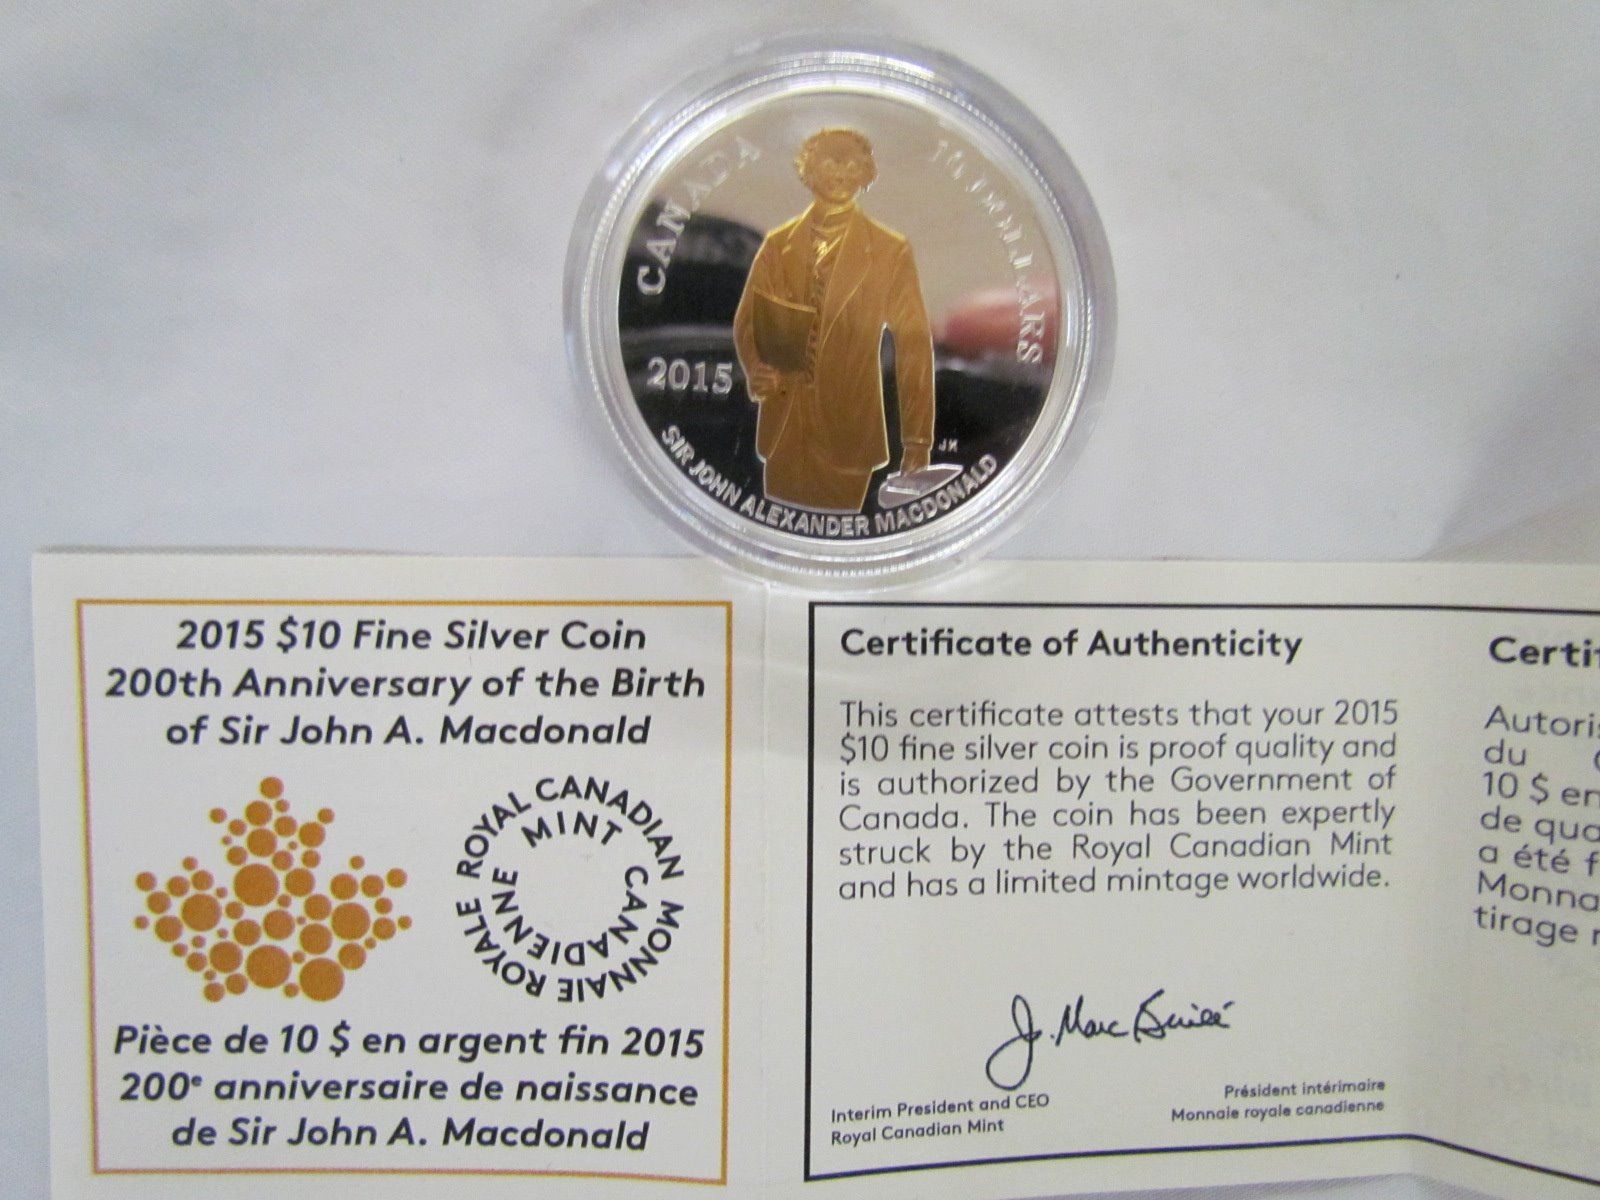 CANADA
10 DOLLARS
2015
NL
SIR JOHN ALEXANDER MACDONALD
2015 $10 Fine Silver Coin
200th Anniversary of the Birth
of Sir John A. Macdonald
ROYAL CANADIAN MINT
MONNAIE ROYALE CANADIENNE
Pièce de 10 $ en argent fin 2015
200e anniversaire de naissance
de Sir John A. Macdonald
Certificate of Authenticity
This certificate attests that your 2015
$10 fine silver coin is proof quality and
is authorized by the Government of
Canada. The coin has been expertly
struck by the Royal Canadian Mint
and has a limited mintage worldwide.
J. Marc Brûlé
Interim President and CEO
Royal Canadian Mint
Président intérimaire
Monnaie royale canadienne
Certi
Autoris
du
10 $ en
de qua
a été f
Monna
tirage r